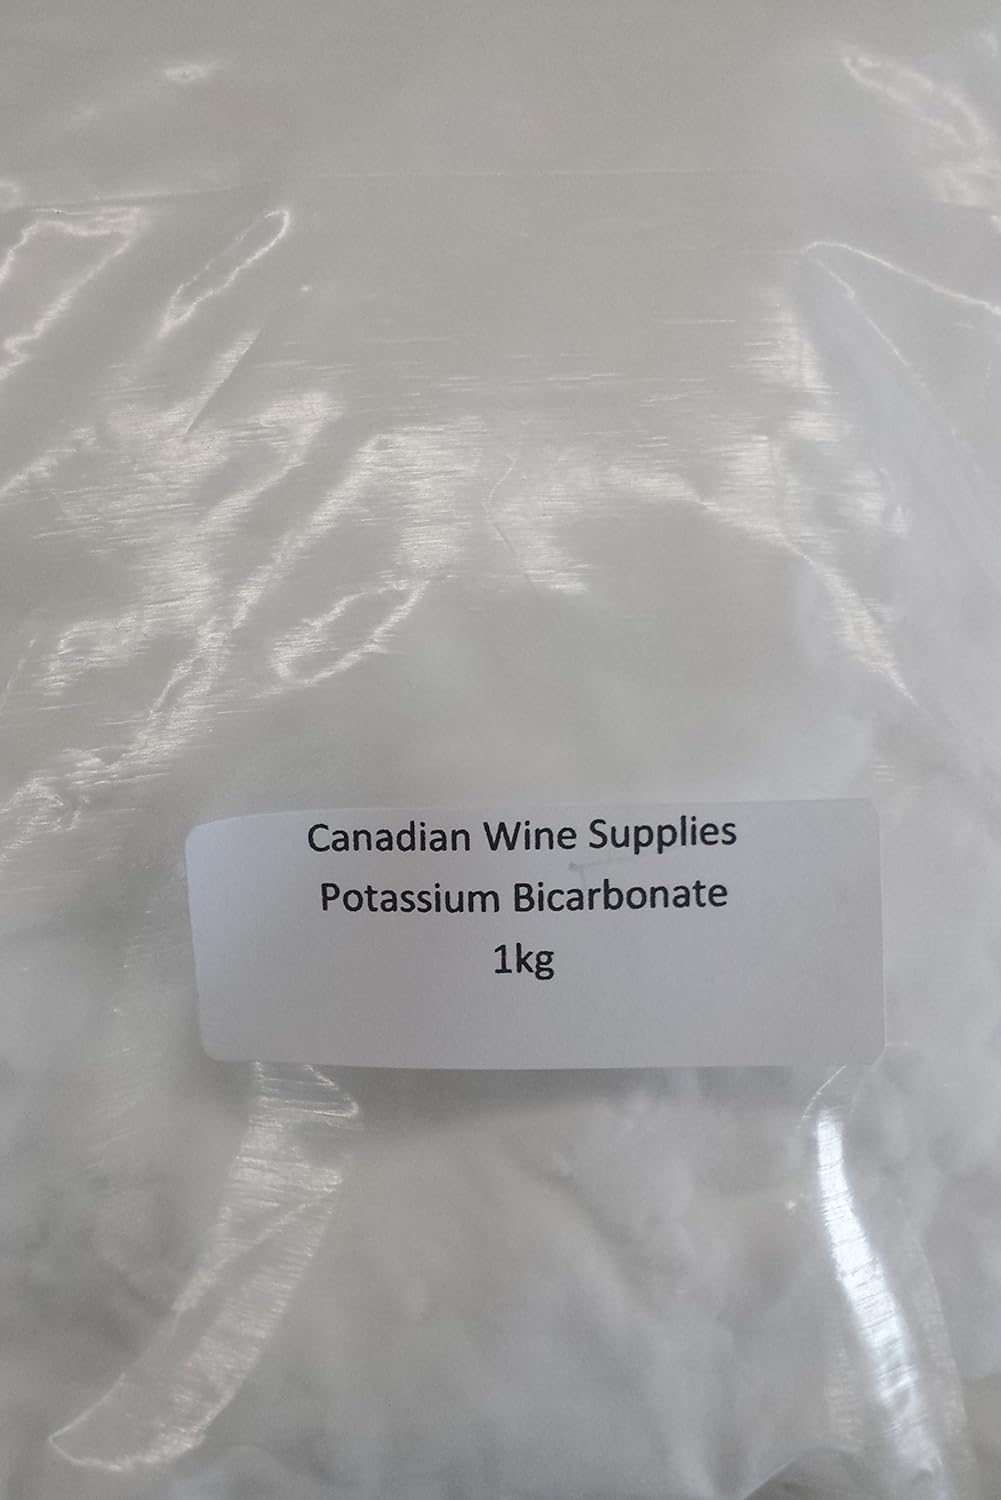 Canadian Wine Supplies
Potassium Bicarbonate
1kg